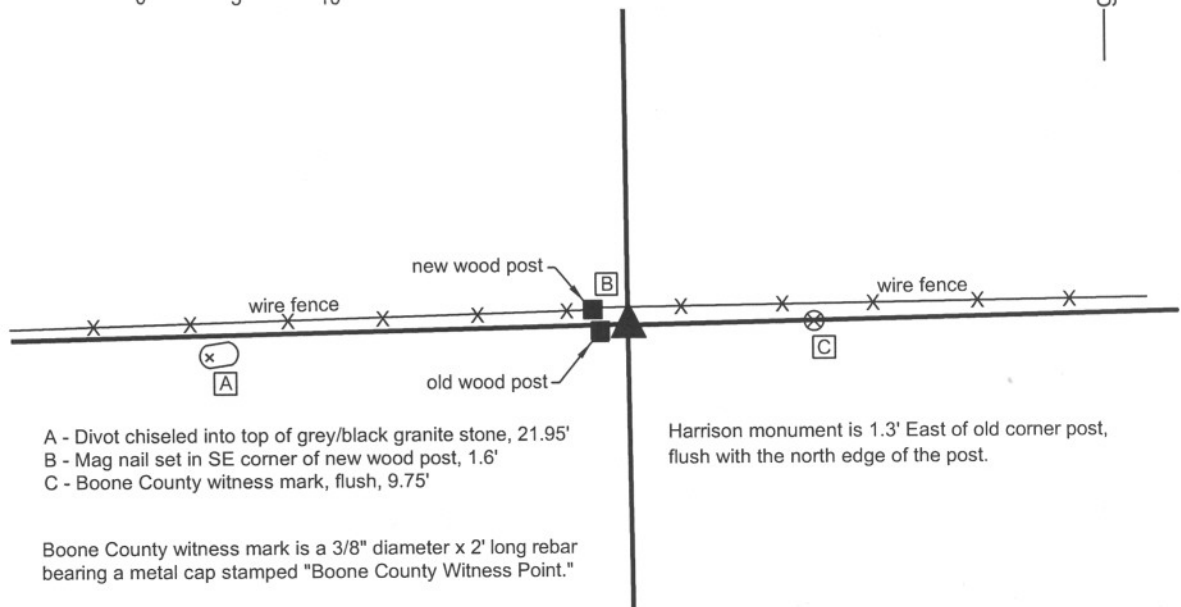 new wood post
B
wire fence
wire fence
A
old wood post
C
A - Divot chiseled into top of grey/black granite stone, 21.95'
B - Mag nail set in SE corner of new wood post, 1.6'
C - Boone County witness mark, flush, 9.75'
Harrison monument is 1.3' East of old corner post,
flush with the north edge of the post.
Boone County witness mark is a 3/8" diameter x 2' long rebar
bearing a metal cap stamped "Boone County Witness Point."